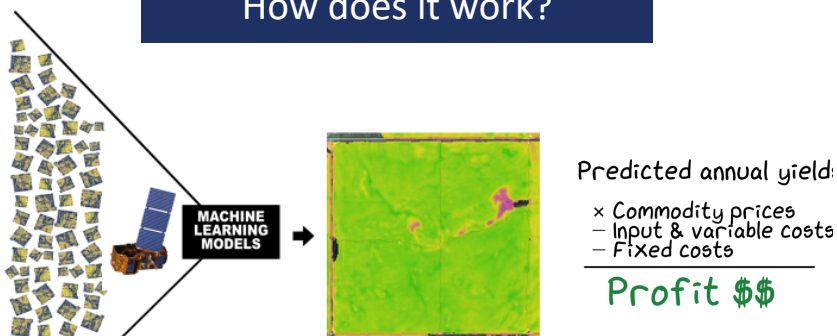 How does it work?
MACHINE
LEARNING
MODELS
Predicted annual yields
× Commodity prices
– Input & variable costs
– Fixed costs
Profit $$